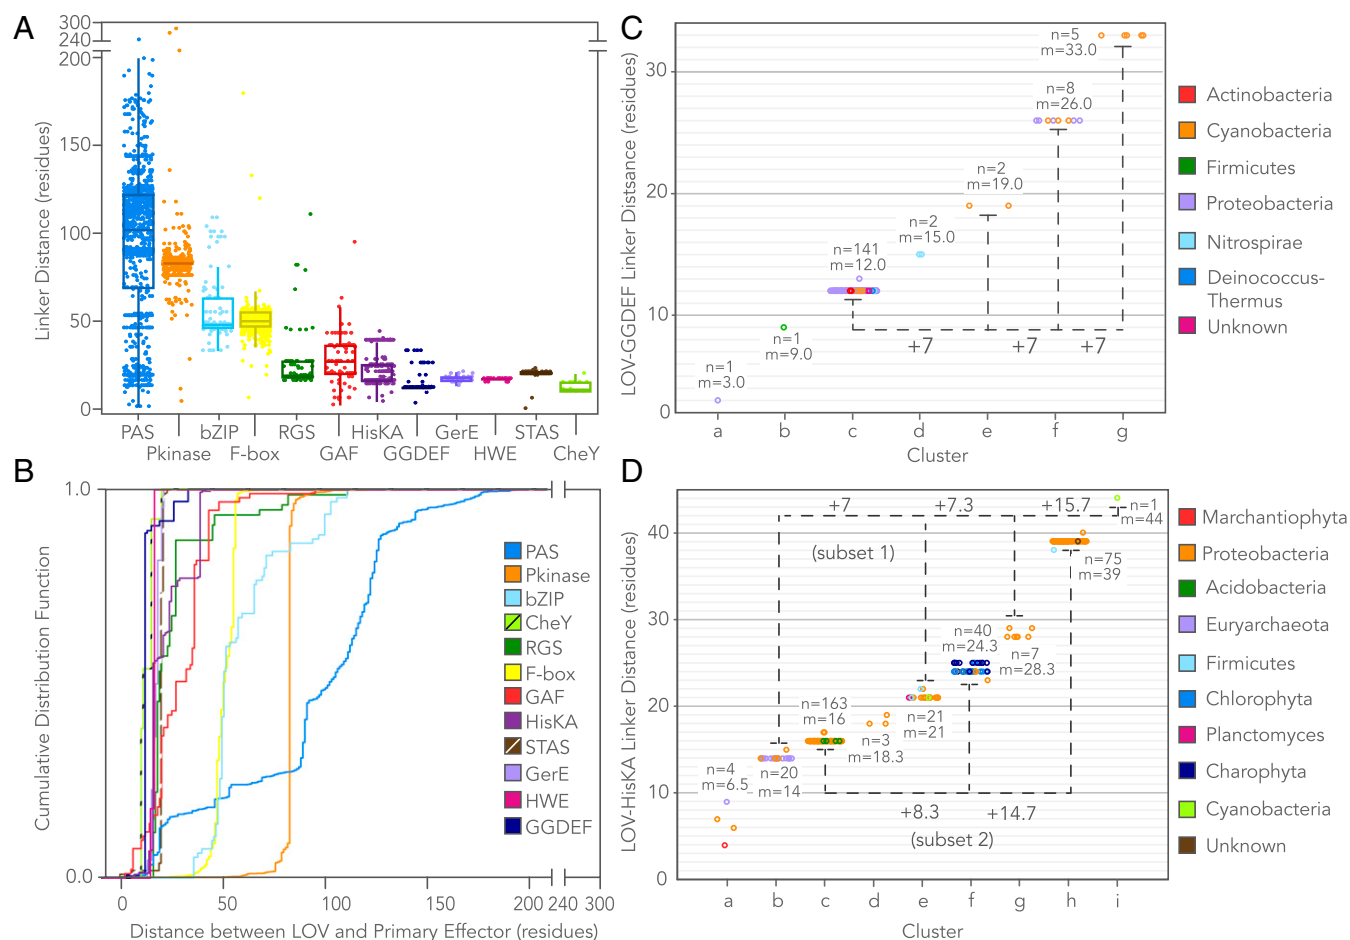 A
300
240
200
150
100
50
0
Linker Distance (residues)
PAS
bZIP
RGS
HisKA
GerE
STAS
Pkinase
F-box
GAF
GGDEF
HWE
CheY
B
1.0
0.0
Cumulative Distribution Function
PAS
Pkinase
bZIP
CheY
RGS
F-box
GAF
HisKA
STAS
GerE
HWE
GGDEF
0
50
100
150
200
240
300
Distance between LOV and Primary Effector (residues)
C
30
20
10
0
LOV-GGDEF Linker Distsance (residues)
n=5
m=33.0
n=8
m=26.0
n=2
m=19.0
n=2
m=15.0
n=141
m=12.0
n=1
m=9.0
n=1
m=3.0
+7
+7
+7
a
b
c
d
e
f
g
Cluster
Actinobacteria
Cyanobacteria
Firmicutes
Proteobacteria
Nitrospirae
Deinococcus-
Thermus
Unknown
D
40
30
20
10
0
LOV-HisKA Linker Distance (residues)
+7
+7.3
+15.7
n=1
m=44
(subset 1)
n=75
m=39
n=40
m=24.3
n=7
m=28.3
n=163
m=16
n=21
m=21
n=3
m=18.3
n=4
m=6.5
n=20
m=14
+8.3
+14.7
(subset 2)
a
b
c
d
e
f
g
h
i
Cluster
Marchantiophyta
Proteobacteria
Acidobacteria
Euryarchaeota
Firmicutes
Chlorophyta
Planctomyces
Charophyta
Cyanobacteria
Unknown